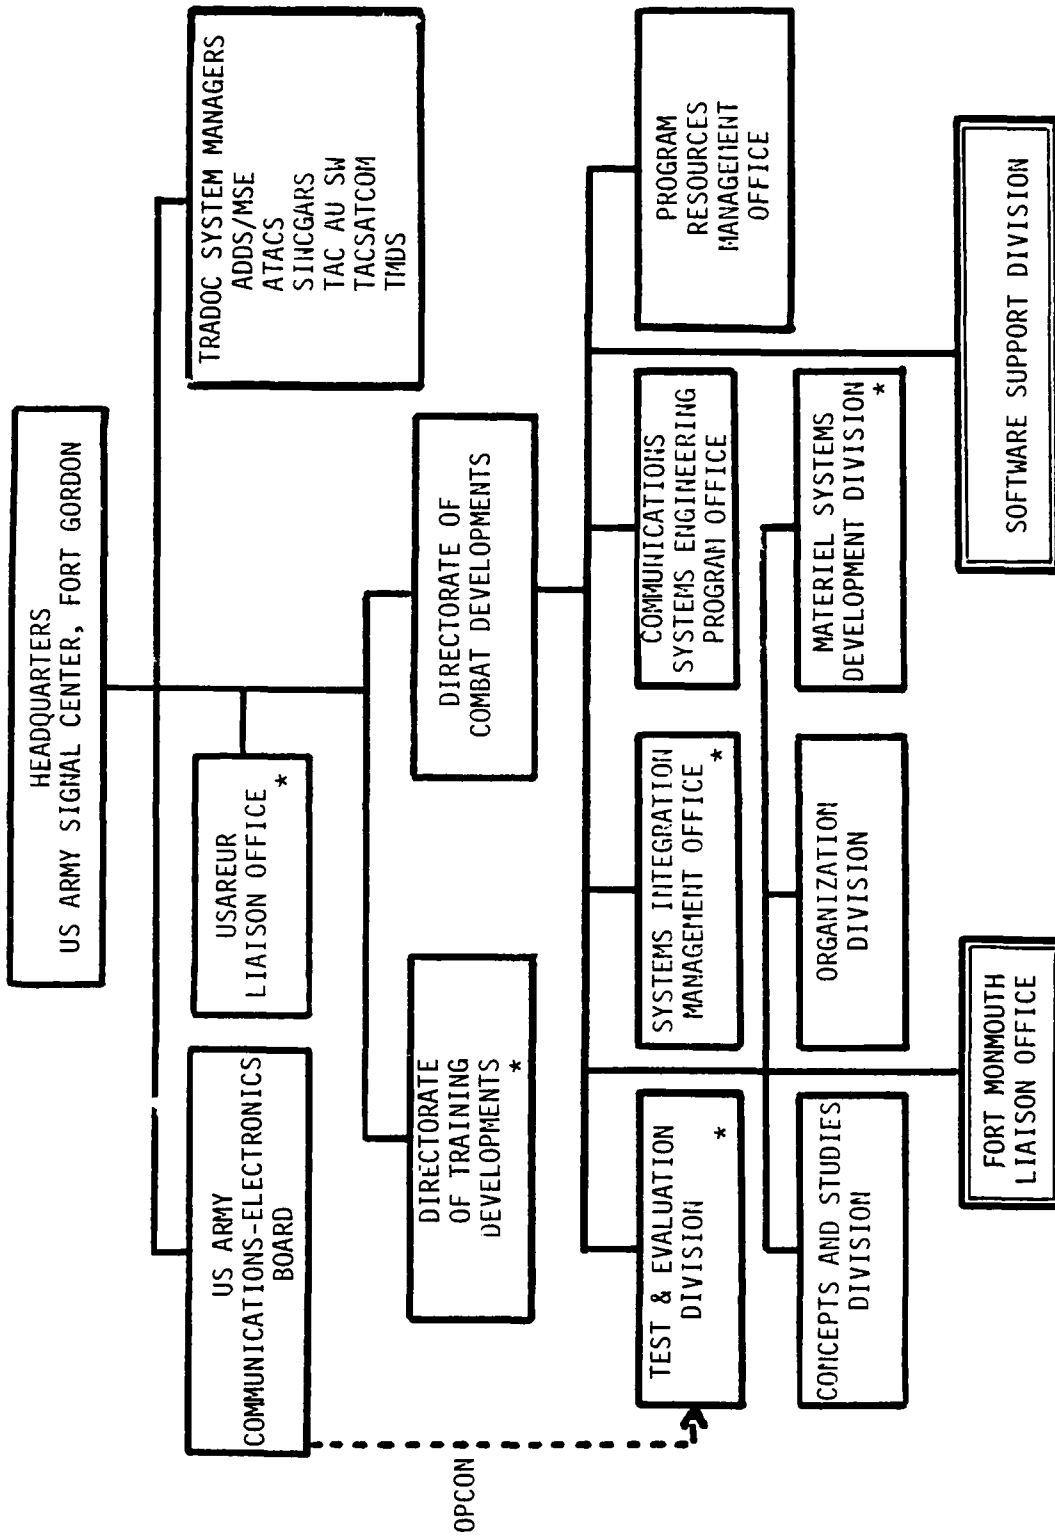 HEADQUARTERS
US ARMY SIGNAL CENTER, FORT GORDON
US ARMY
COMMUNICATIONS-ELECTRONICS
BOARD
USAREUR
LIAISON OFFICE *
TRADOC SYSTEM MANAGERS
ADDS/MSE
ATACS
SINCGARS
TAC AU SW
TACSATCOM
TMDS
OPCON
DIRECTORATE
OF TRAINING
DEVELOPMENTS
*
DIRECTORATE OF
COMBAT DEVELOPMENTS
TEST & EVALUATION
DIVISION *
SYSTEMS INTEGRATION
MANAGEMENT OFFICE *
COMMUNICATIONS
SYSTEMS ENGINEERING
PROGRAM OFFICE
PROGRAM
RESOURCES
MANAGEMENT
OFFICE
CONCEPTS AND STUDIES
DIVISION
ORGANIZATION
DIVISION
MATERIEL SYSTEMS
DEVELOPMENT DIVISION *
FORT MONMOUTH
LIAISON OFFICE
SOFTWARE SUPPORT DIVISION